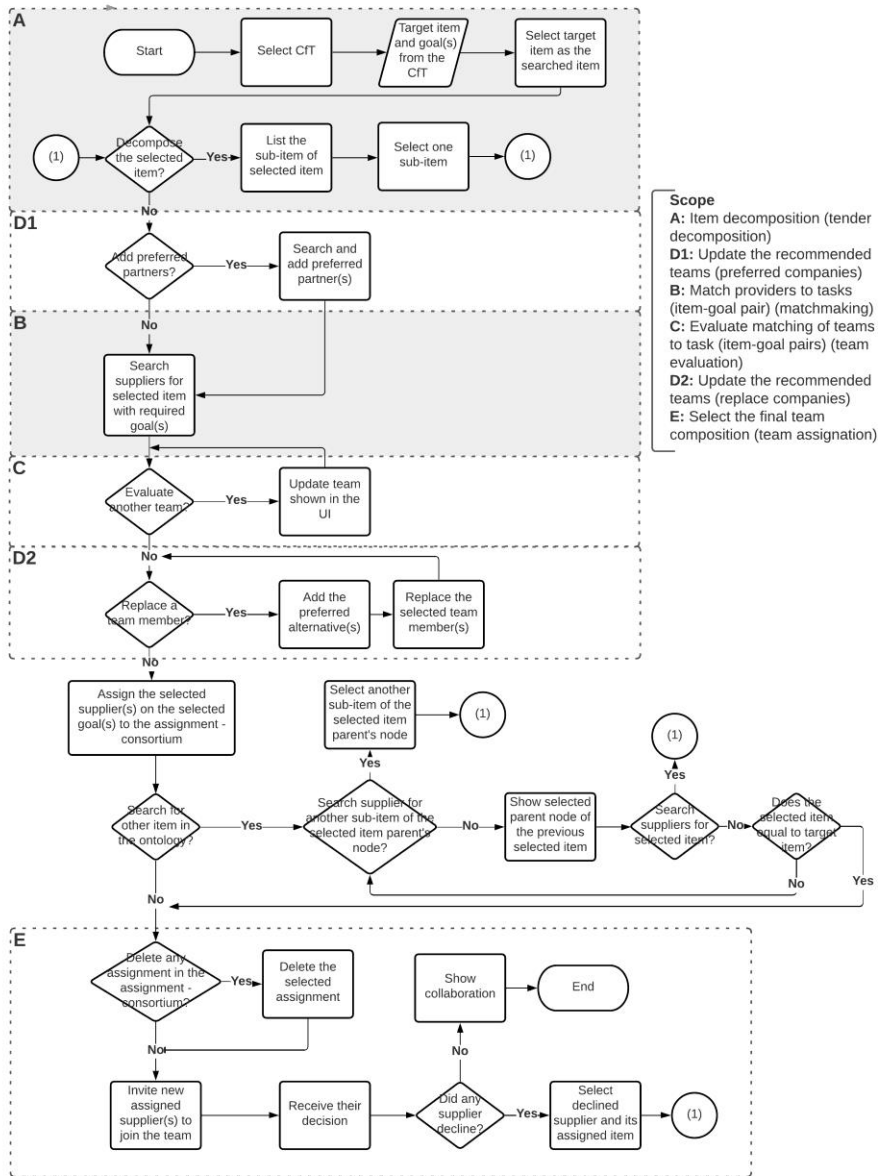 A
Start
Select CfT
Target item
and goal(s)
from the
CfT
Select target
item as the
searched item
(1)
Decompose
the selected
item?
Yes
List the
sub-item of
selected item
Select one
sub-item
(1)
No
D1
Add preferred
partners?
Yes
Search and
add preferred
partner(s)
No
B
Search
suppliers for
selected item
with required
goal(s)
Scope
A: Item decomposition (tender
decomposition)
D1: Update the recommended
teams (preferred companies)
B: Match providers to tasks
(item-goal pair) (matchmaking)
C: Evaluate matching of teams
to task (item-goal pairs) (team
evaluation)
D2: Update the recommended
teams (replace companies)
E: Select the final team
composition (team assignation)
C
Evaluate
another team?
Yes
Update team
shown in the
UI
No
D2
Replace a
team member?
Yes
Add the
preferred
alternative(s)
Replace the
selected team
member(s)
No
Assign the selected
supplier(s) on the selected
goal(s) to the assignment -
consortium
Select another
sub-item of the
selected item
parent's node
(1)
(1)
Yes
Yes
Search for
other item in
the ontology?
Yes
Search supplier for
another sub-item of the
selected item parent's
node?
No
Show selected
parent node of
the previous
selected item
Search
suppliers for
selected item?
No
Does the
selected item
equal to target
item?
No
Yes
No
E
Delete any
assignment in the
assignment -
consortium?
Yes
Delete the
selected
assignment
Show
collaboration
End
No
No
Invite new
assigned
supplier(s) to
join the team
Receive their
decision
Did any
supplier
decline?
Yes
Select
declined
supplier and its
assigned item
(1)